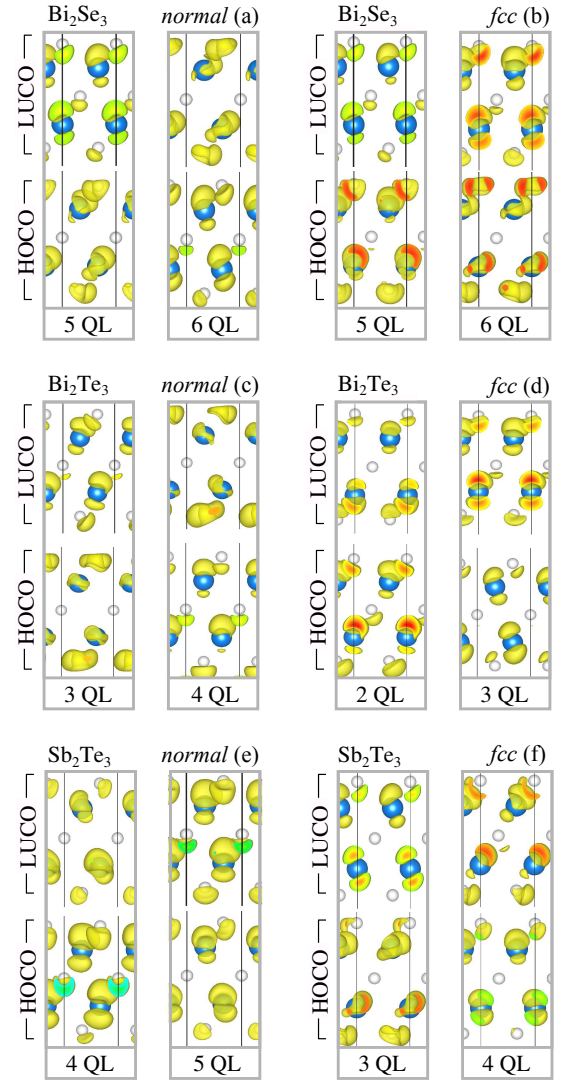 Bi2Se3 normal (a) Bi2Se3 fcc (b)
LUCO LUCO
HOCO HOCO
5 QL 6 QL 5 QL 6 QL
Bi2Te3 normal (c) Bi2Te3 fcc (d)
LUCO LUCO
HOCO HOCO
3 QL 4 QL 2 QL 3 QL
Sb2Te3 normal (e) Sb2Te3 fcc (f)
LUCO LUCO
HOCO HOCO
4 QL 5 QL 3 QL 4 QL